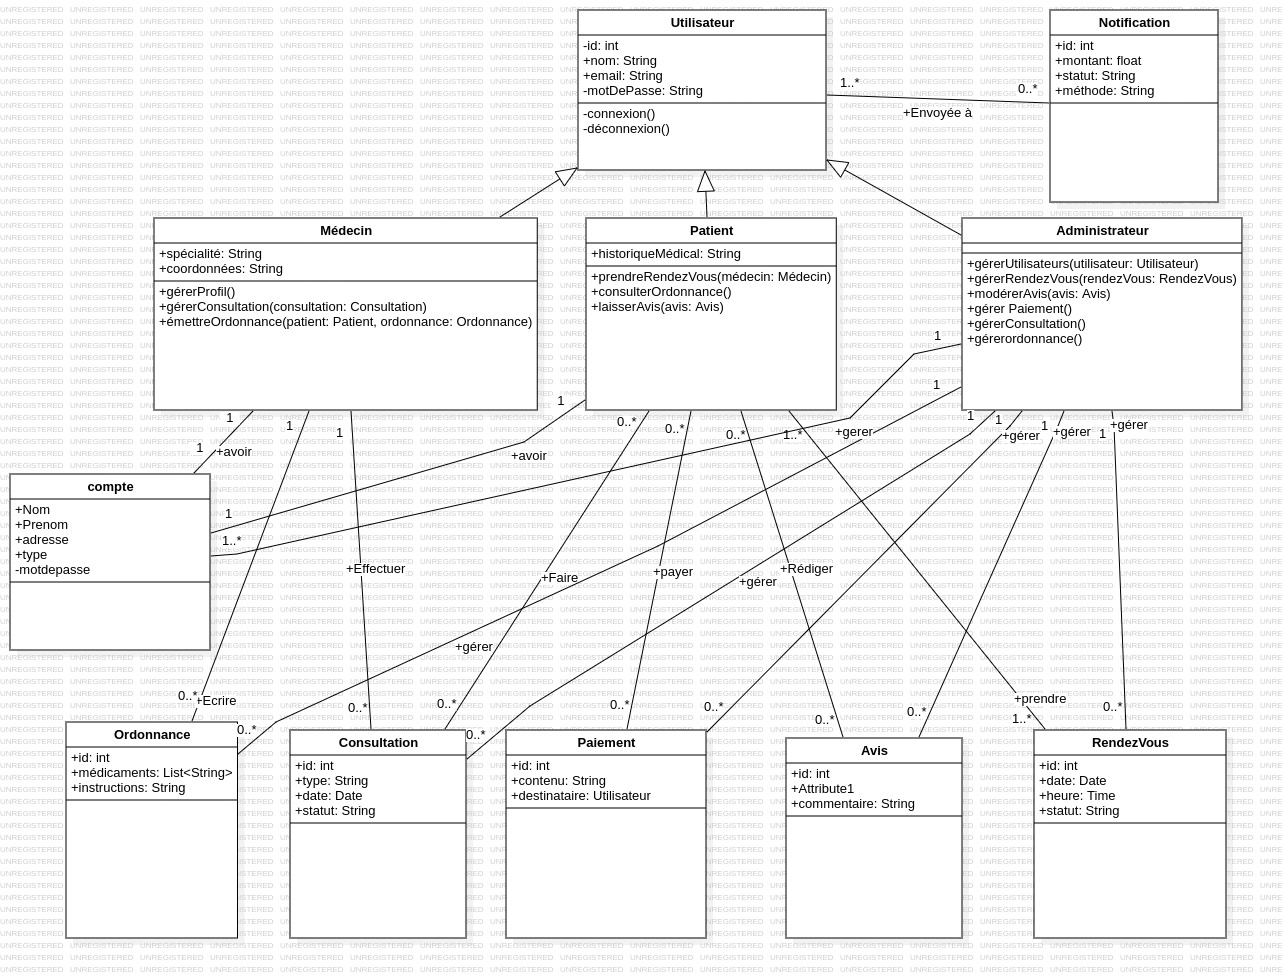 Utilisateur
-id: int
+nom: String
+email: String
-motDePasse: String
-connexion()
-déconnexion()
Notification
+id: int
+montant: float
+statut: String
+méthode: String
1..*
0..*
+Envoyée à
Médecin
+spécialité: String
+coordonnées: String
+gérerProfil()
+gérerConsultation(consultation: Consultation)
+émettreOrdonnance(patient: Patient, ordonnance: Ordonnance)
Patient
+historiqueMédical: String
+prendreRendezVous(médecin: Médecin)
+consulterOrdonnance()
+laisserAvis(avis: Avis)
Administrateur
+gérerUtilisateurs(utilisateur: Utilisateur)
+gérerRendezVous(rendezVous: RendezVous)
+modérerAvis(avis: Avis)
+gérer Paiement()
+gérerConsultation()
+gérerordonnance()
1
1
1
1
1
1
0..*
0..*
0..*
1..*
+gerer
1
1
+gérer
1
+gérer
1
+gérer
1
+avoir
+avoir
compte
+Nom
+Prenom
+adresse
+type
-motdepasse
1
1..*
+Effectuer
+Faire
+payer
+gérer
+Rédiger
+gérer
0..*
+Ecrire
0..*
0..*
0..*
0..*
0..*
0..*
0..*
0..*
+prendre
1..*
0..*
Ordonnance
+id: int
+médicaments: List<String>
+instructions: String
Consultation
+id: int
+type: String
+date: Date
+statut: String
Paiement
+id: int
+contenu: String
+destinataire: Utilisateur
Avis
+id: int
+Attribute1
+commentaire: String
RendezVous
+id: int
+date: Date
+heure: Time
+statut: String
UNREGISTERED